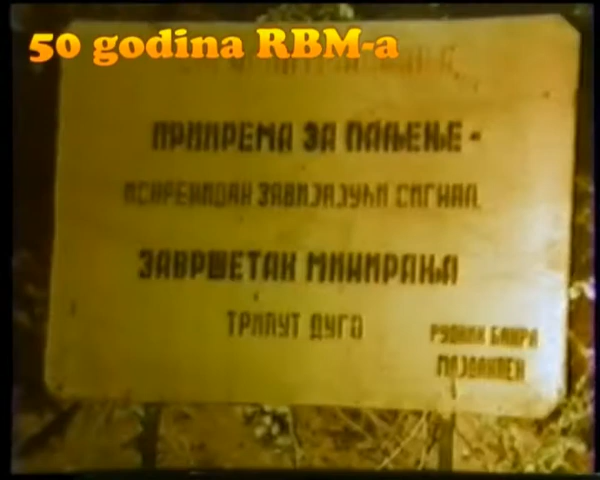 50 godina RBM-a
ПРИПРЕМА ЗА ПАЉЕЊЕ -
ИСПРЕКИДАН ЗАВИЈАЈУЋИ СИГНАЛ
ЗАВРШЕТАК МИНИРАЊА
ТРИПУТ ДУГО
РУДНИК БАКРА
МАЈДАНПЕК